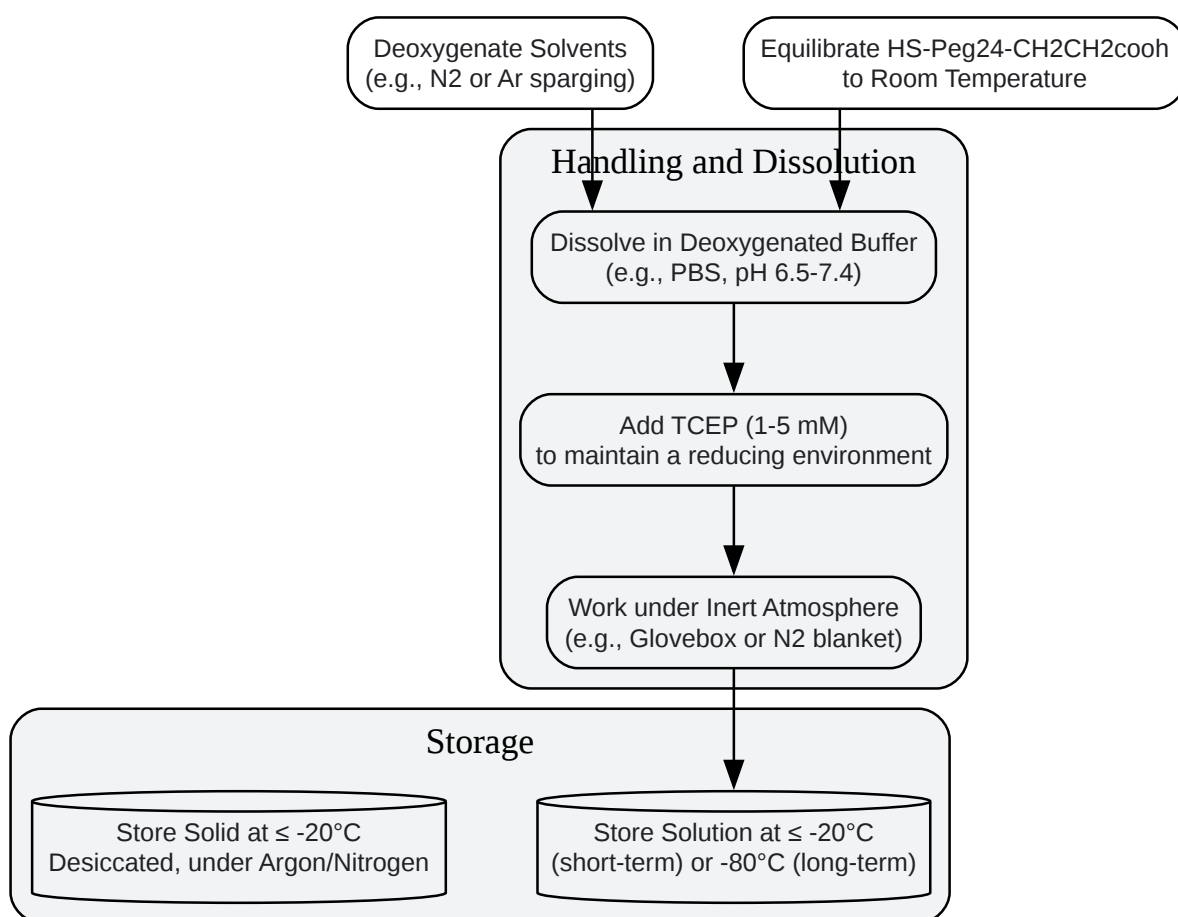 Deoxygenate Solvents
(e.g., N2 or Ar sparging)
Equilibrate HS-Peg24-CH2CH2cooh
to Room Temperature
Handling and Dissolution
Dissolve in Deoxygenated Buffer
(e.g., PBS, pH 6.5-7.4)
Add TCEP (1-5 mM)
to maintain a reducing environment
Work under Inert Atmosphere
(e.g., Glovebox or N2 blanket)
Storage
Store Solid at ≤ -20°C
Desiccated, under Argon/Nitrogen
Store Solution at ≤ -20°C
(short-term) or -80°C (long-term)